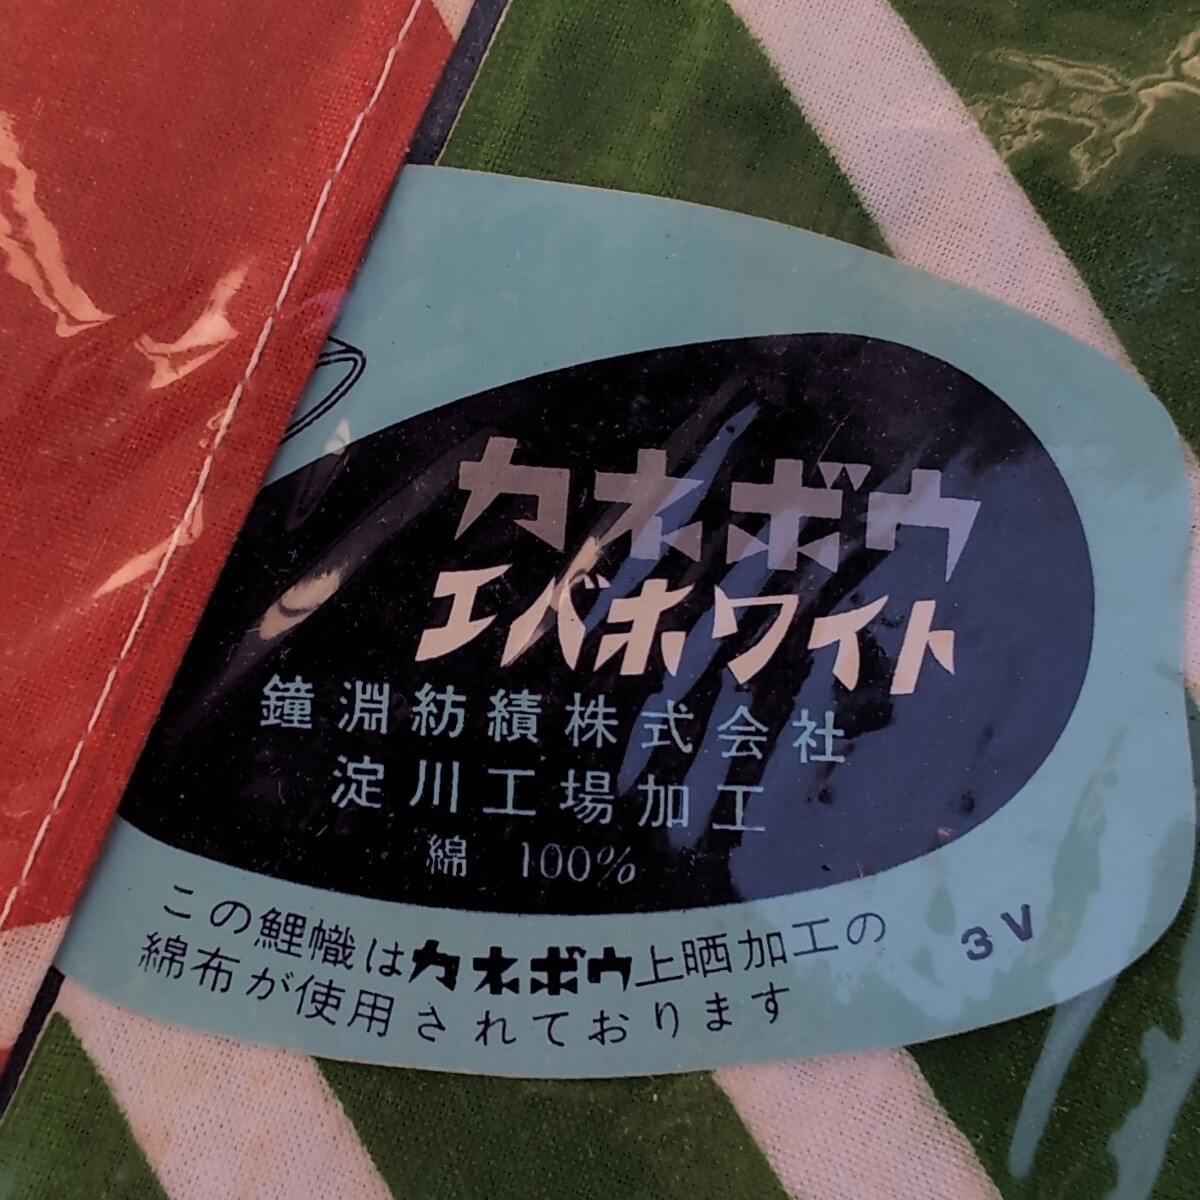 カネボウ
エバホワイト
鐘淵紡績株式会社
淀川工場加工
綿 100%
この鯉幟はカネボウ上晒加工の
綿布が使用されております
3V